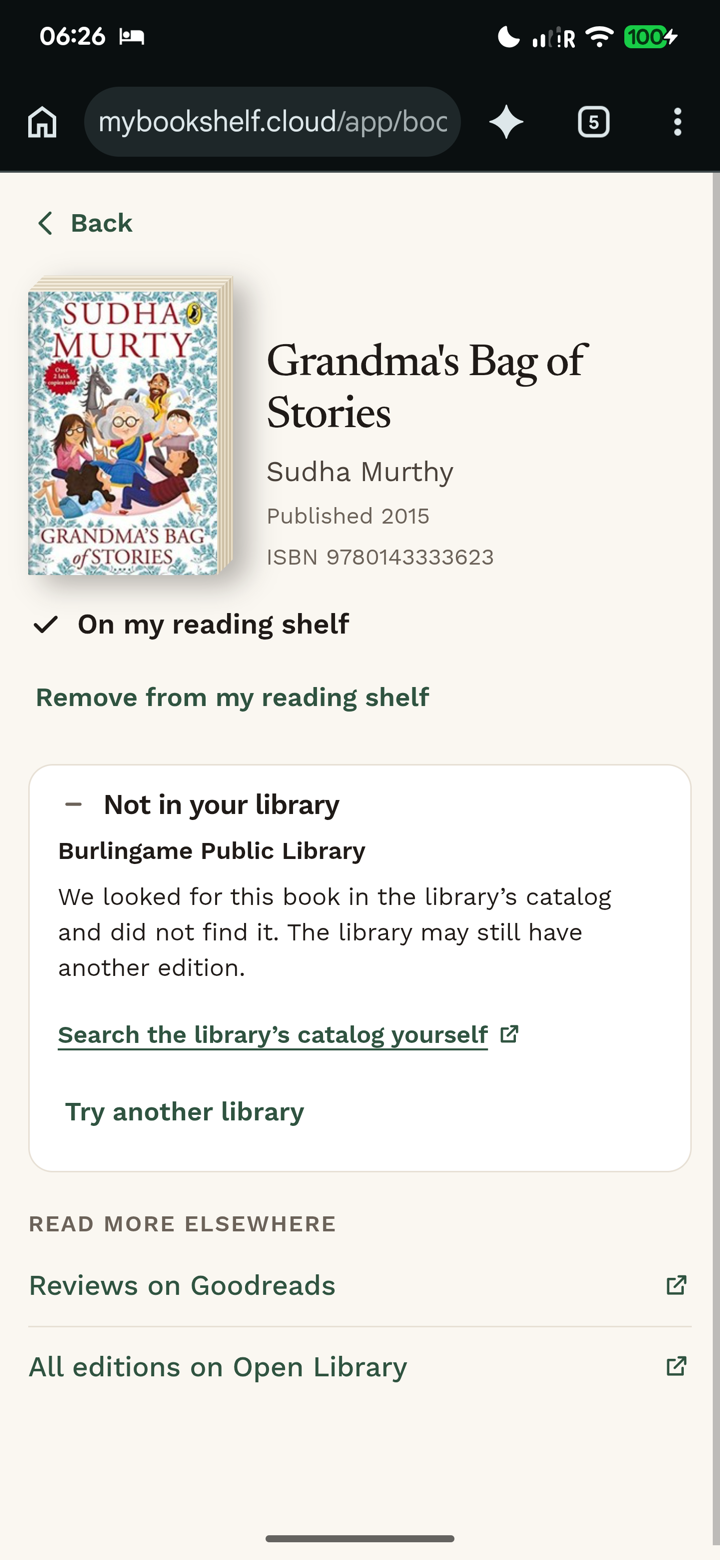 06:26
R
100
mybookshelf.cloud/app/boo
5
Back
SUDHA
MURTY
Over
2 lakh
copies sold
GRANDMA'S BAG
of STORIES
Grandma's Bag of
Stories
Sudha Murthy
Published 2015
ISBN 9780143333623
On my reading shelf
Remove from my reading shelf
Not in your library
Burlingame Public Library
We looked for this book in the library’s catalog
and did not find it. The library may still have
another edition.
Search the library’s catalog yourself
Try another library
READ MORE ELSEWHERE
Reviews on Goodreads
All editions on Open Library